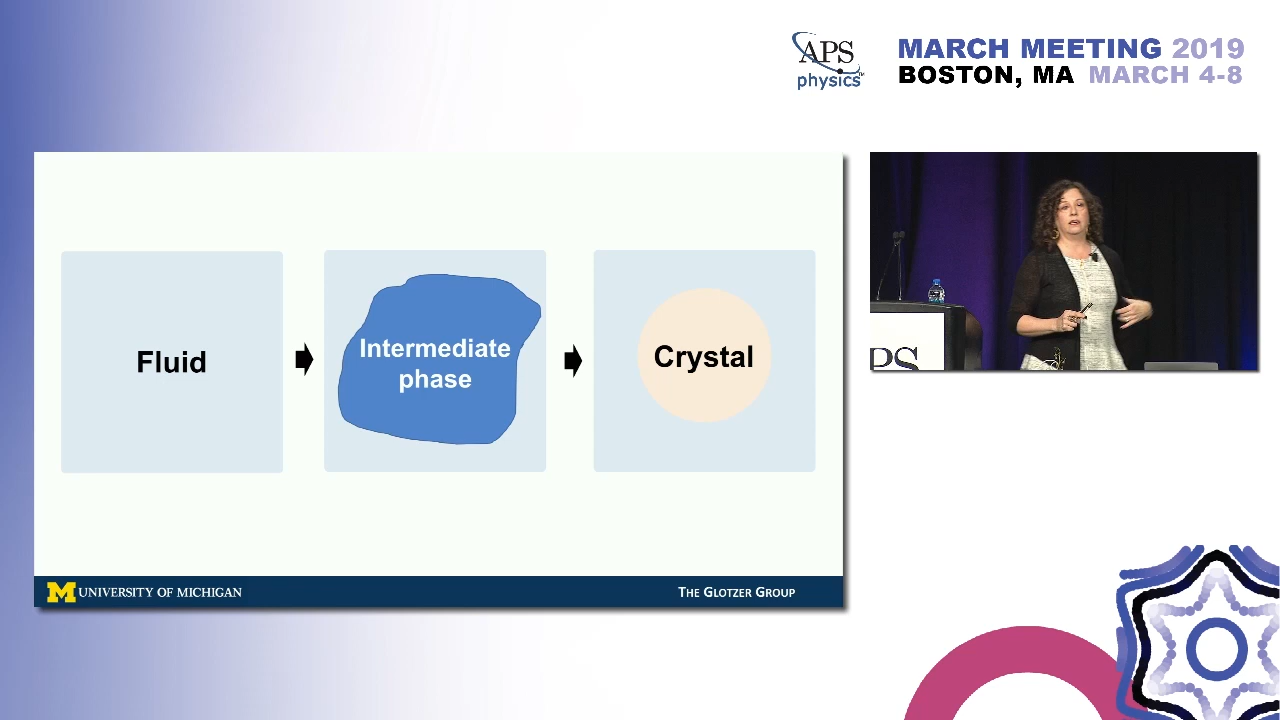 APS
physics
MARCH MEETING 2019
BOSTON, MA MARCH 4-8
Fluid
Intermediate
phase
Crystal
PS
M UNIVERSITY OF MICHIGAN
THE GLOTZER GROUP